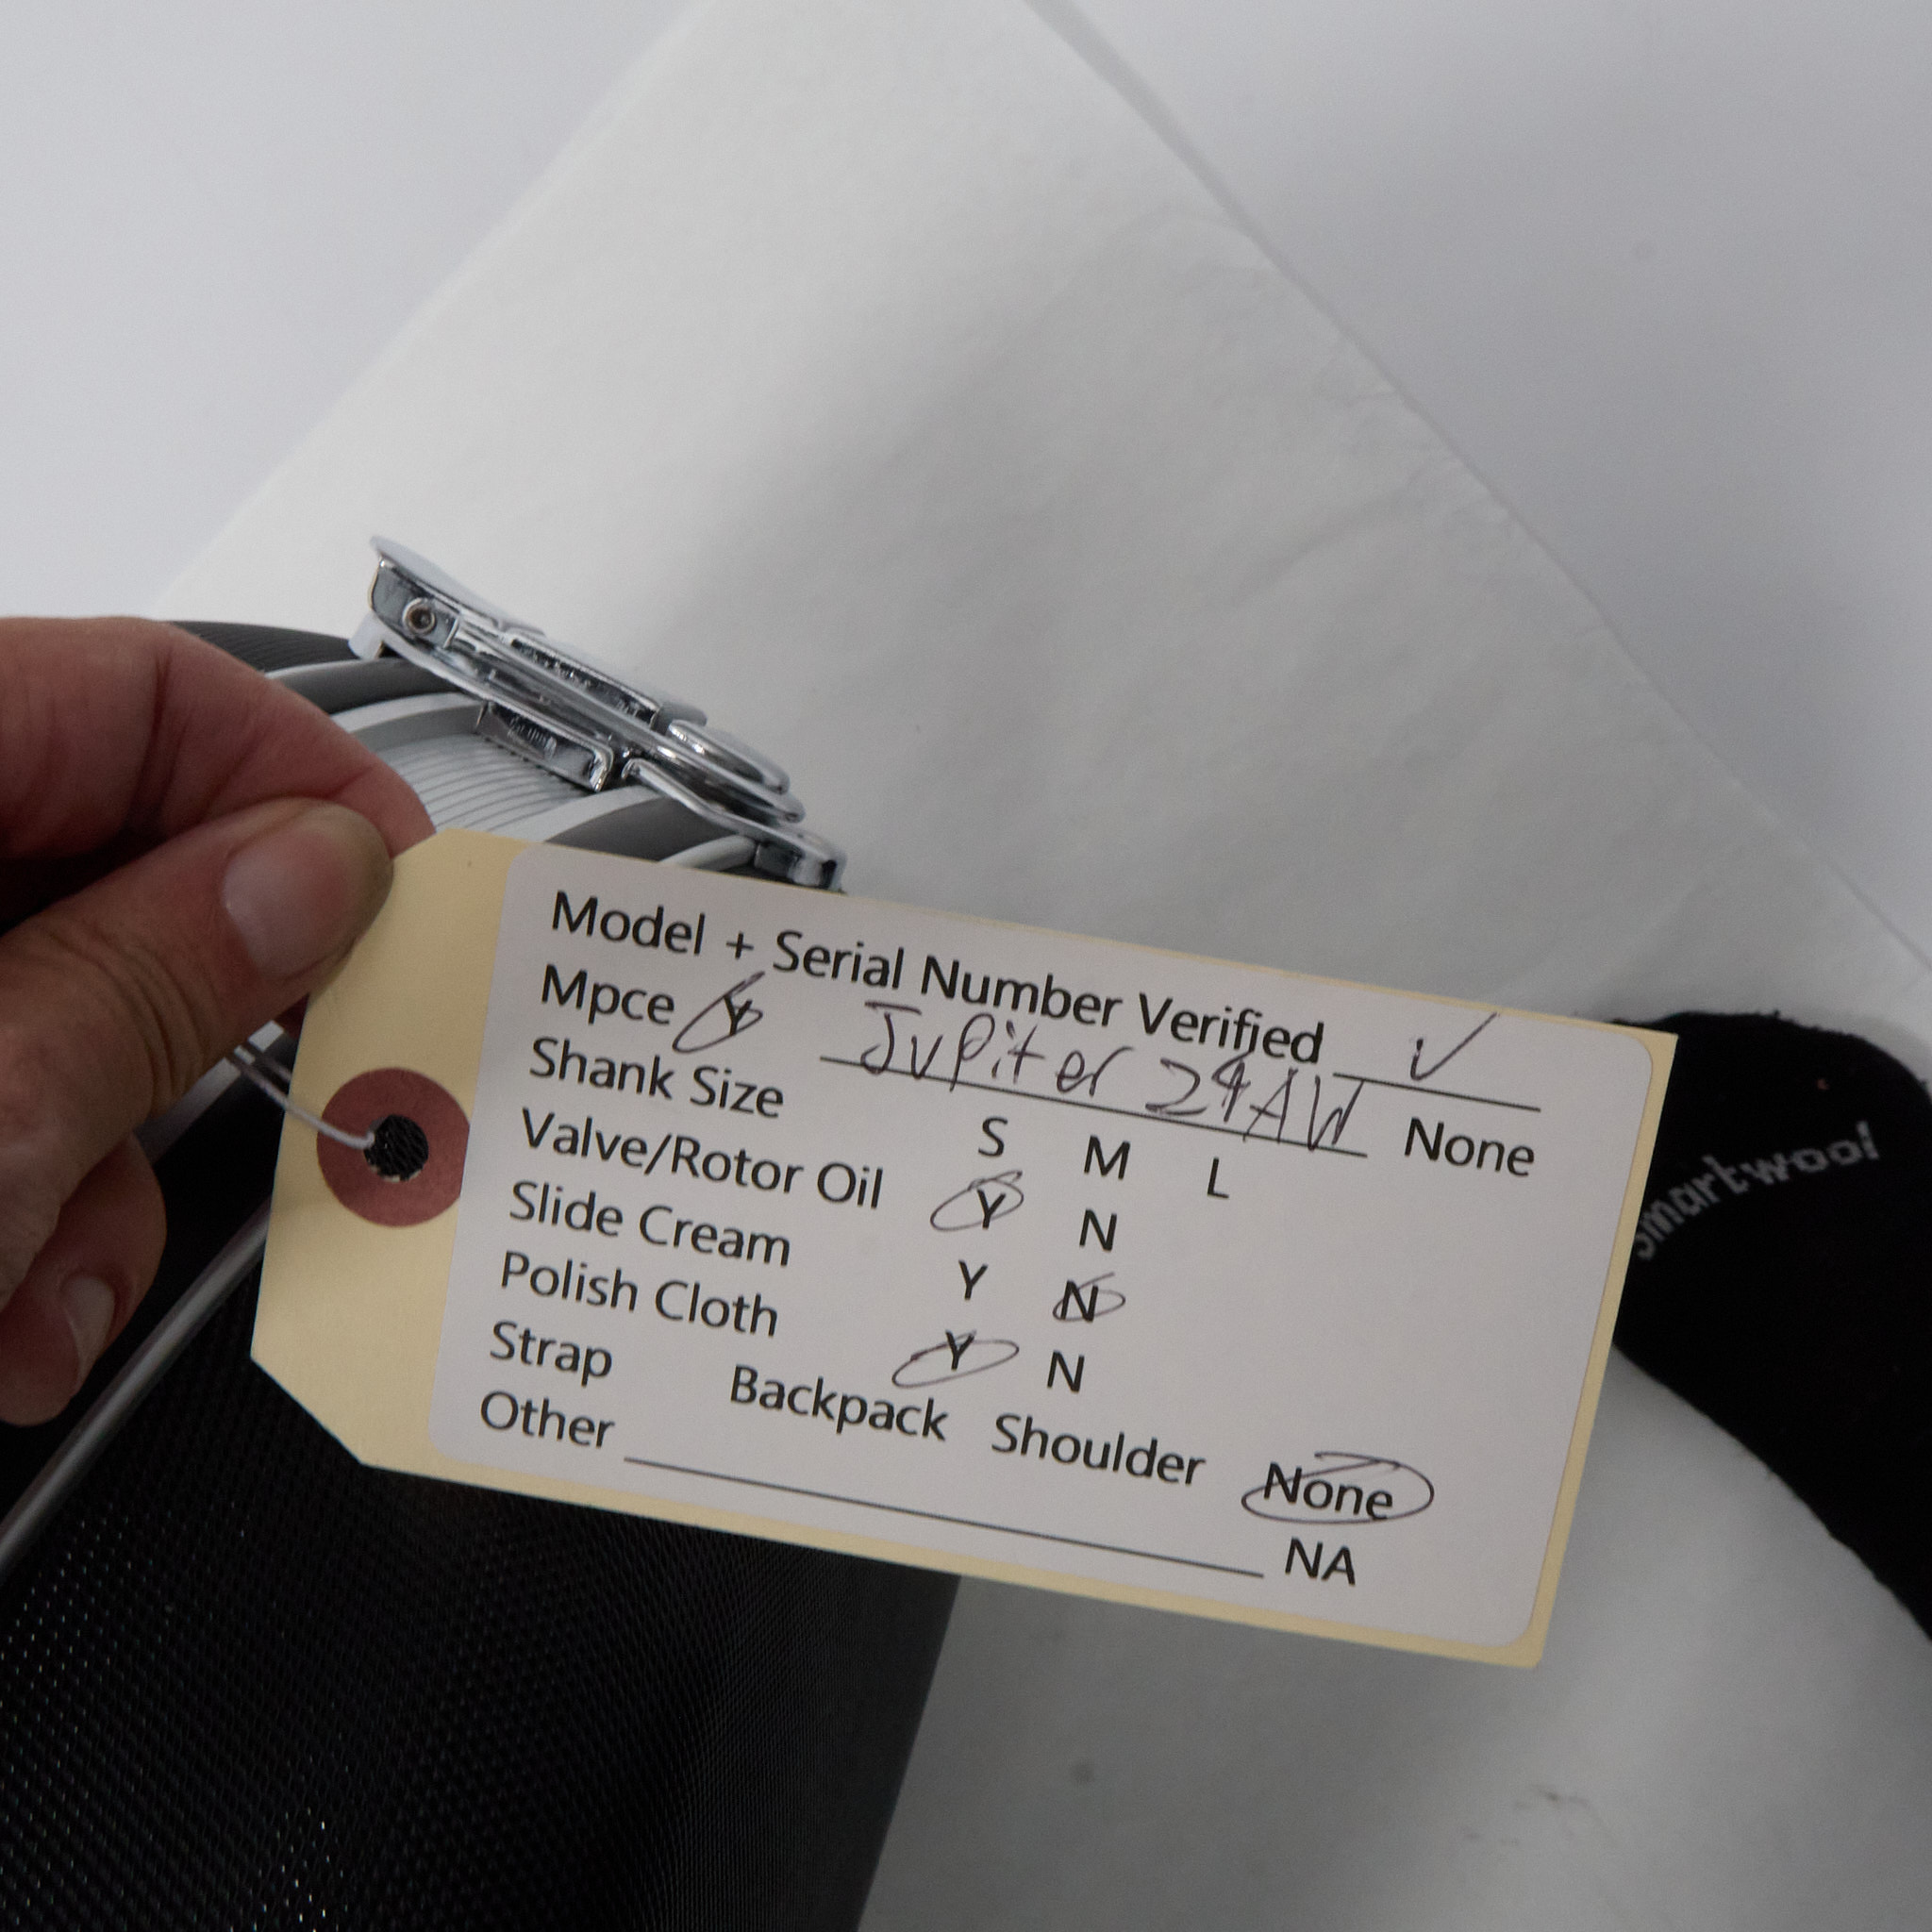 Model + Serial Number Verified ✓
Mpce Y Jupiter 24AW None
Shank Size S M L
Valve/Rotor Oil Y N
Slide Cream Y N
Polish Cloth Y N
Strap Backpack Shoulder None
Other NA
smartwool